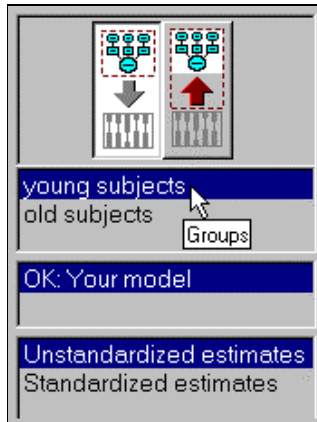 young subjects
old subjects
Groups
OK: Your model
Unstandardized estimates
Standardized estimates